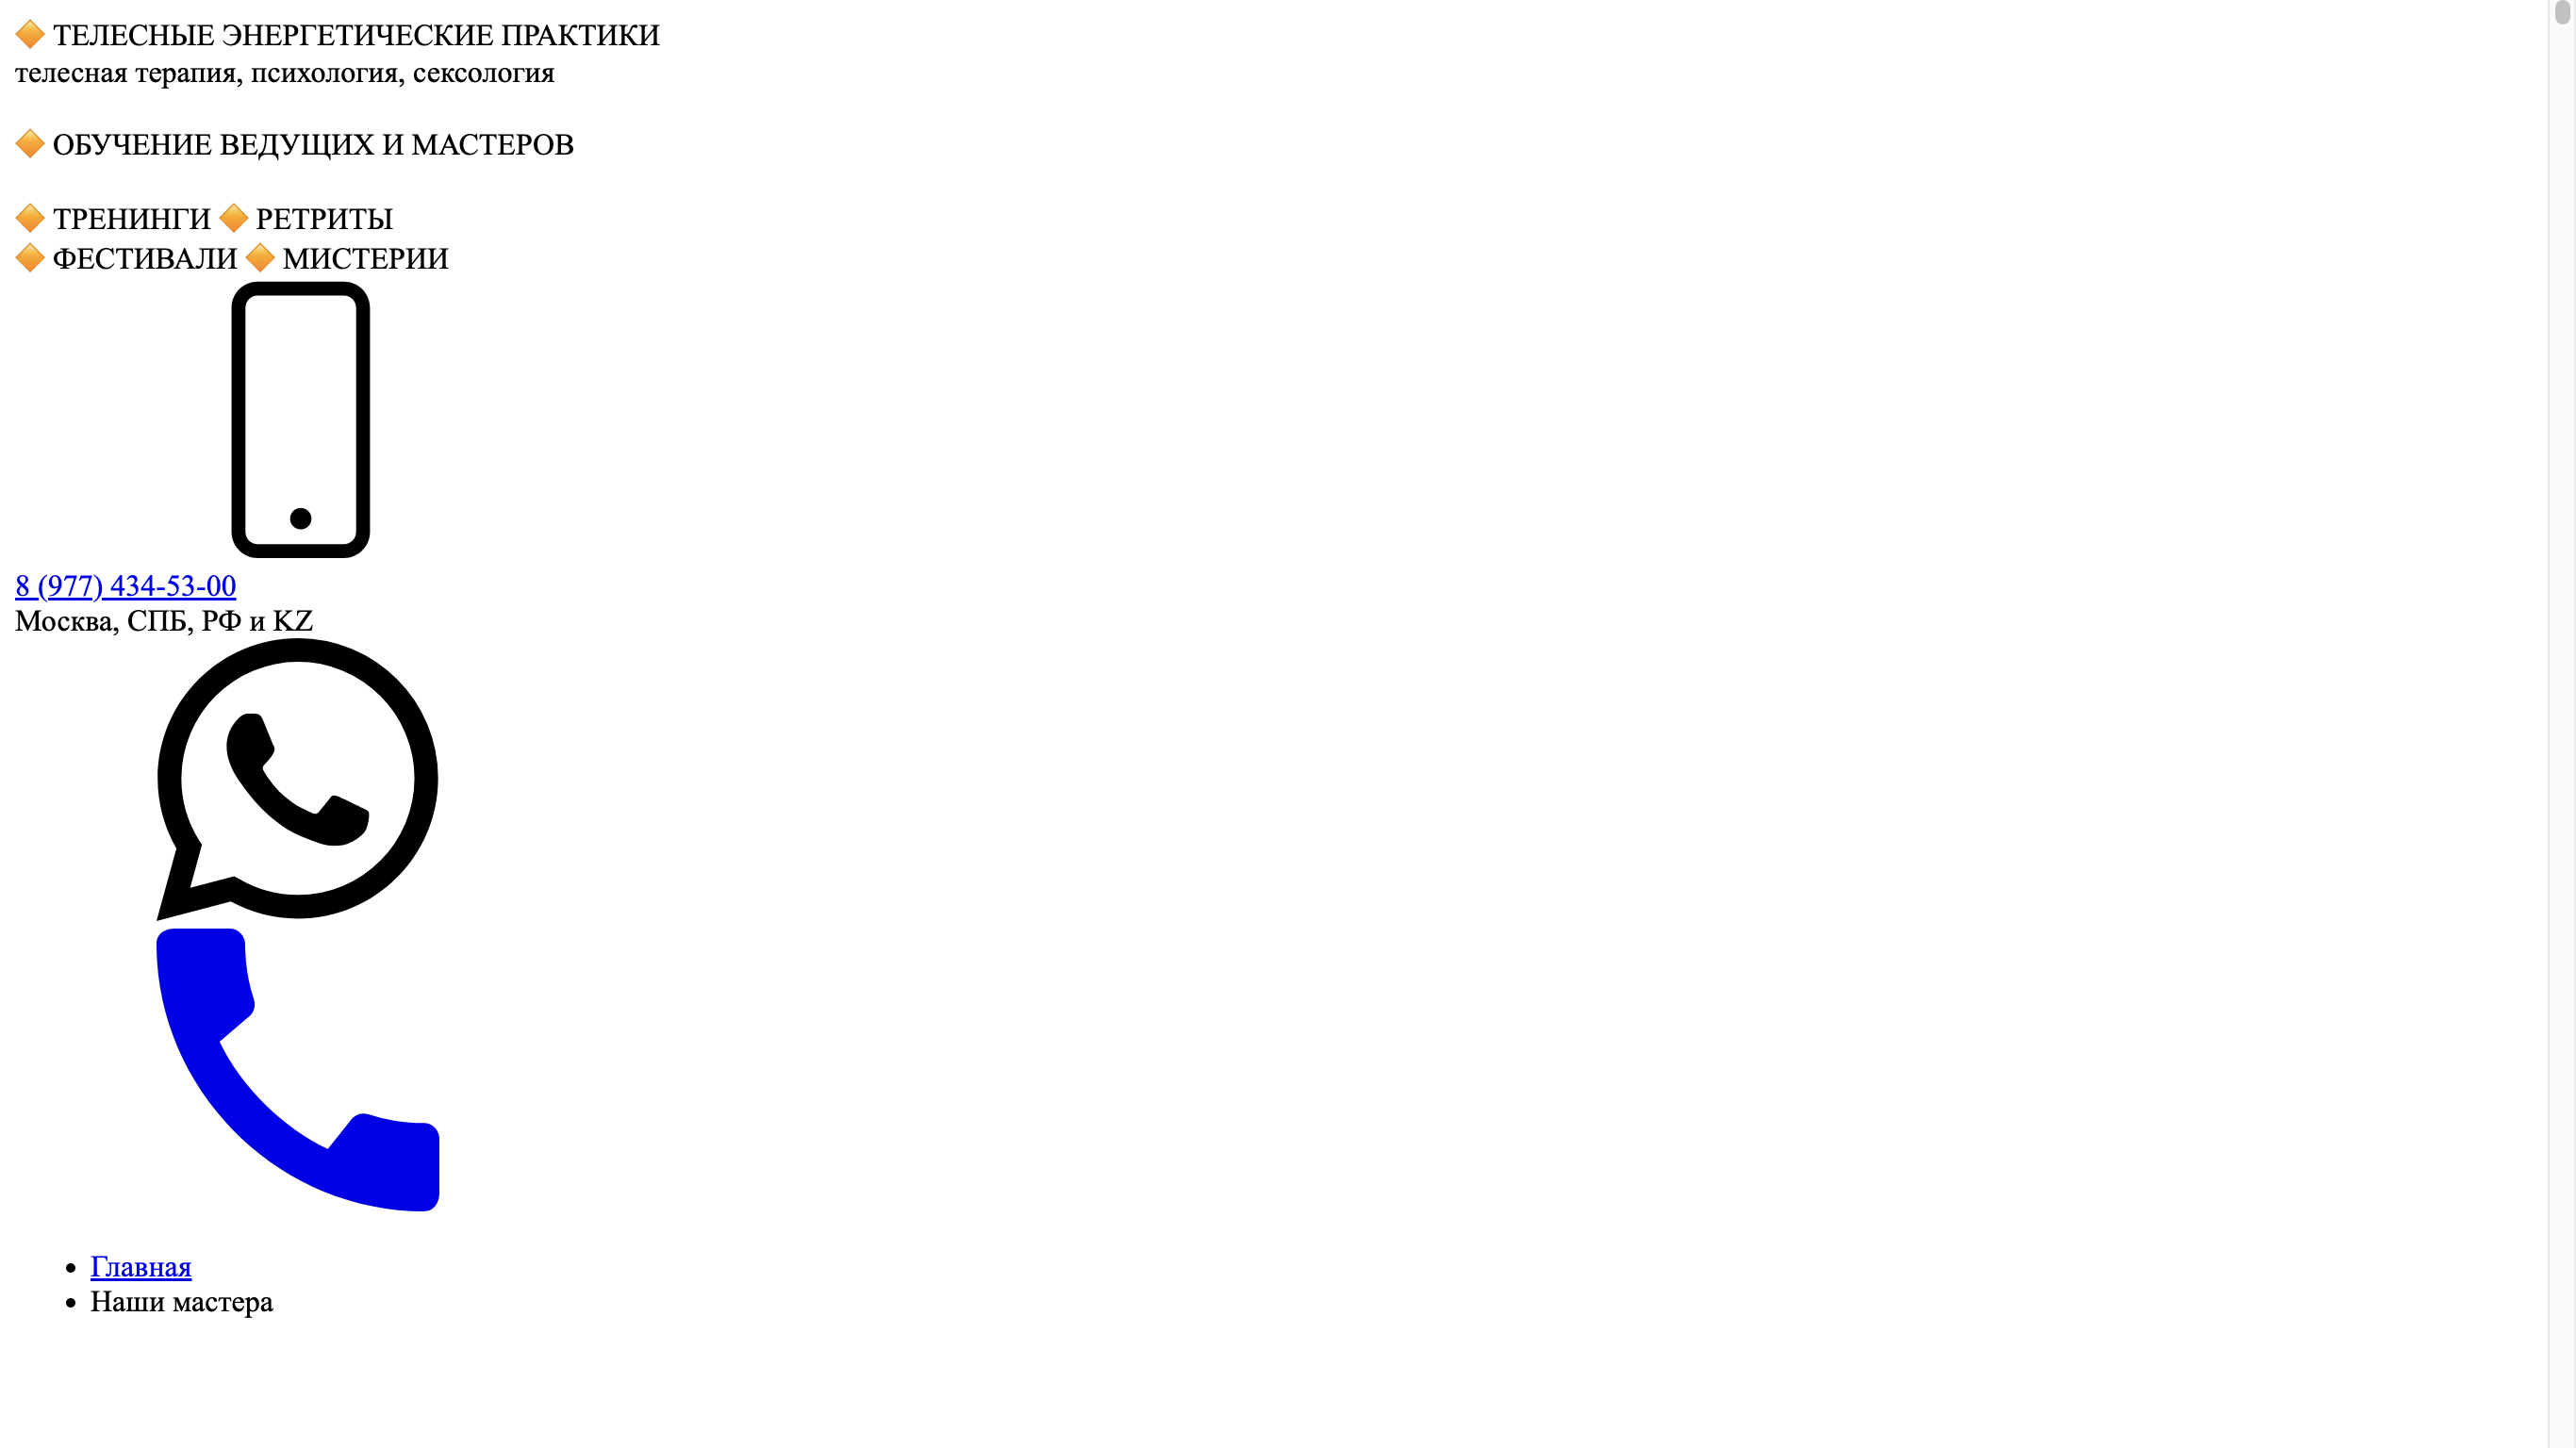 🔶 ТЕЛЕСНЫЕ ЭНЕРГЕТИЧЕСКИЕ ПРАКТИКИ
телесная терапия, психология, сексология
🔶 ОБУЧЕНИЕ ВЕДУЩИХ И МАСТЕРОВ
🔶 ТРЕНИНГИ 🔶 РЕТРИТЫ
🔶 ФЕСТИВАЛИ 🔶 МИСТЕРИИ
8 (977) 434-53-00
Москва, СПБ, РФ и KZ
Главная
Наши мастера